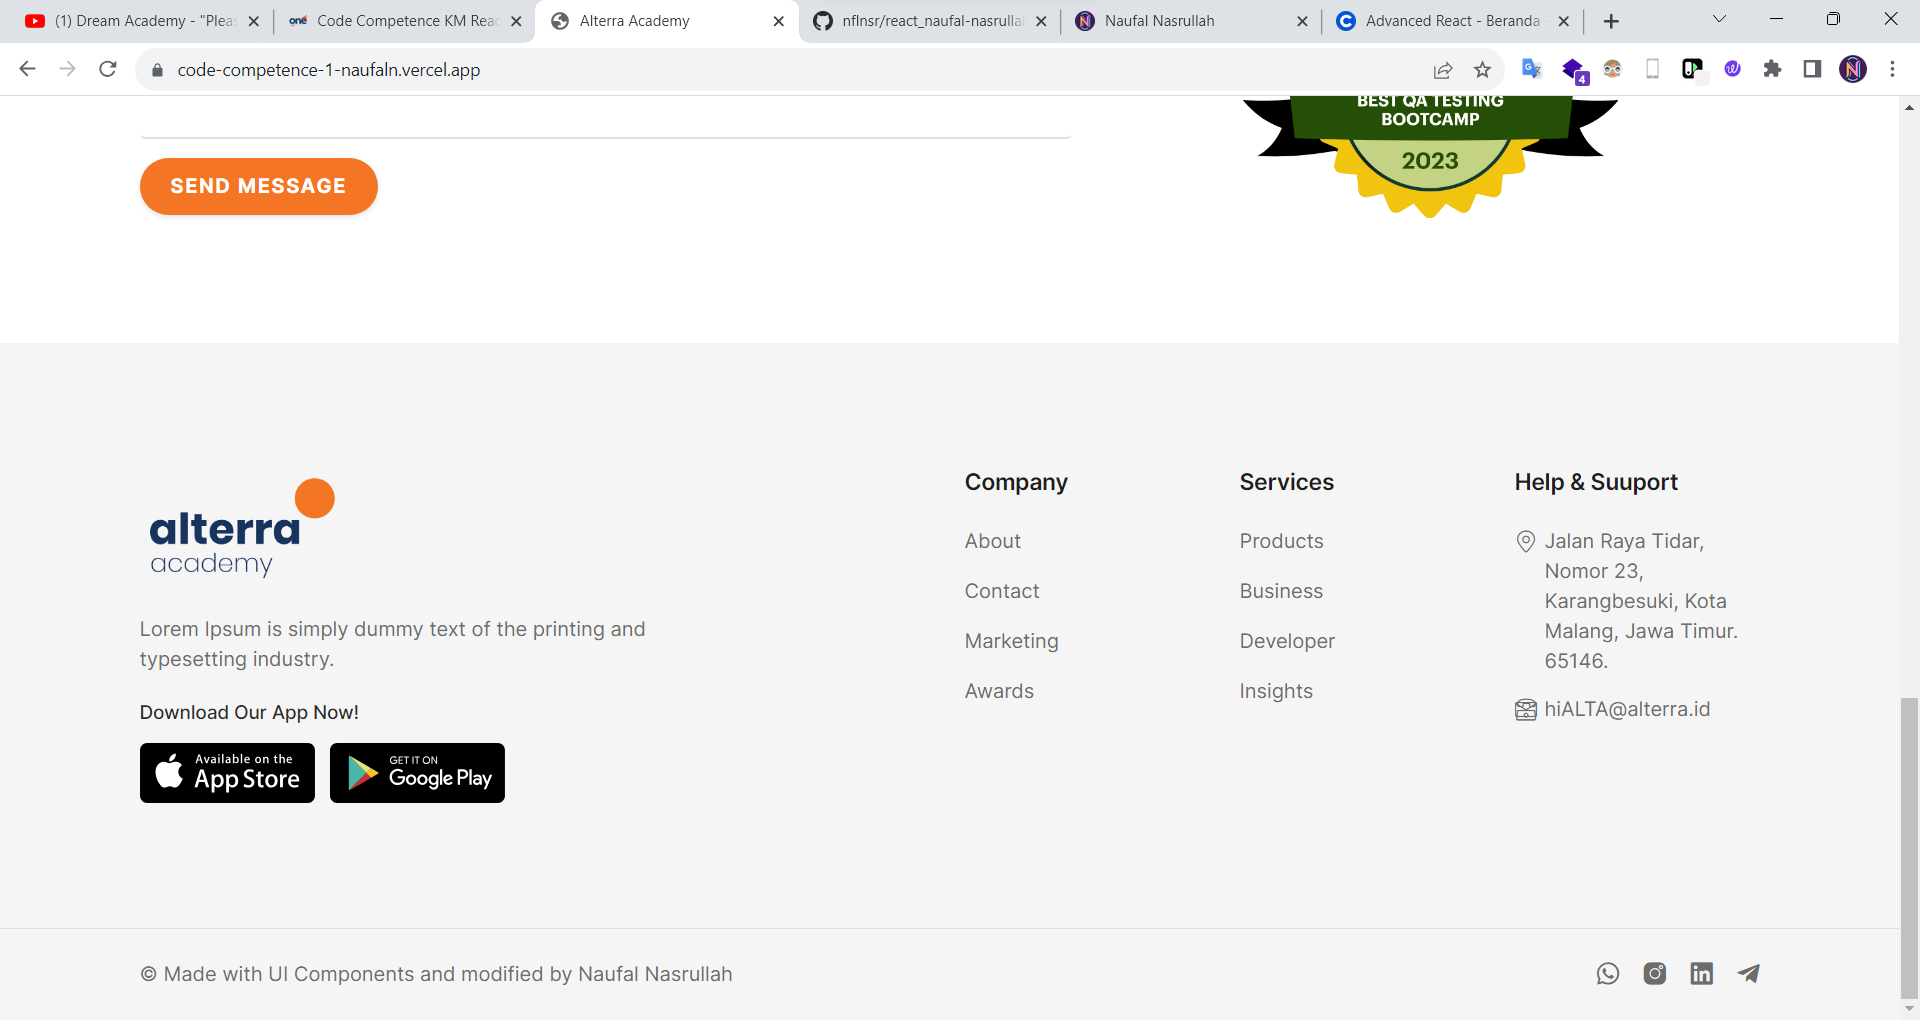 (1) Dream Academy - "Plea
Code Competence KM Reac
Alterra Academy
nflnsr/react_naufal-nasrullah
Naufal Nasrullah
Advanced React - Beranda -
code-competence-1-naufaln.vercel.app
4
BEST QA TESTING
BOOTCAMP
2023
SEND MESSAGE
alterra
academy
Lorem Ipsum is simply dummy text of the printing and
typesetting industry.
Download Our App Now!
Available on the
App Store
GET IT ON
Google Play
Company
About
Contact
Marketing
Awards
Services
Products
Business
Developer
Insights
Help & Suuport
Jalan Raya Tidar,
Nomor 23,
Karangbesuki, Kota
Malang, Jawa Timur.
65146.
hiALTA@alterra.id
© Made with UI Components and modified by Naufal Nasrullah